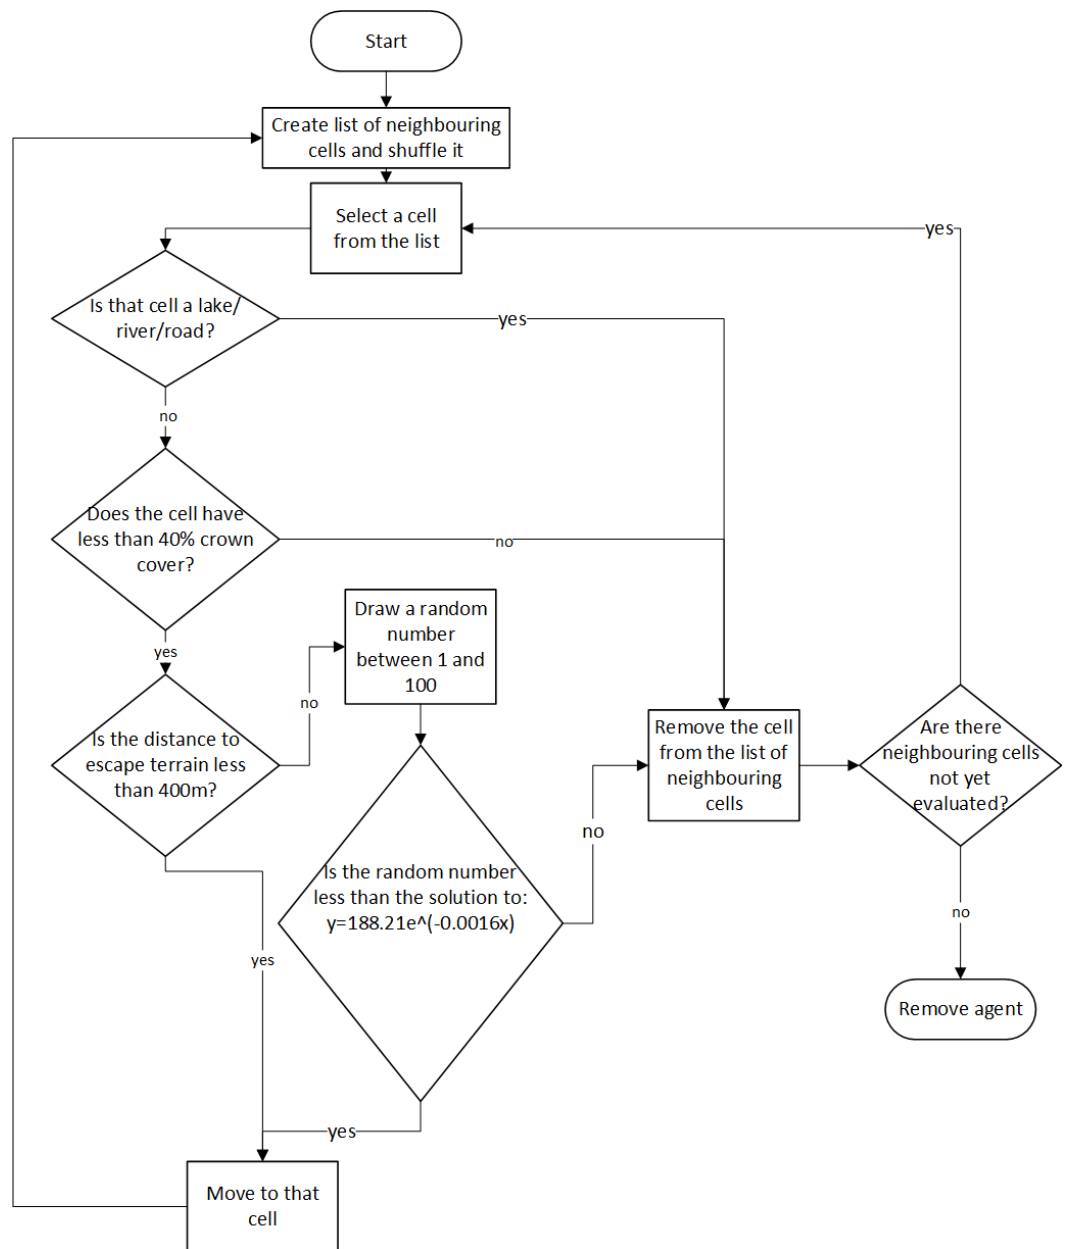 Start
Create list of neighbouring
cells and shuffle it
Select a cell
from the list
yes
Is that cell a lake/
river/road?
yes
no
Does the cell have
less than 40% crown
cover?
no
yes
Draw a random
number
between 1 and
100
no
Is the distance to
escape terrain less
than 400m?
Remove the cell
from the list of
neighbouring
cells
Are there
neighbouring cells
not yet
evaluated?
no
Is the random number
less than the solution to:
y=188.21e^(-0.0016x)
no
yes
Remove agent
yes
Move to that
cell